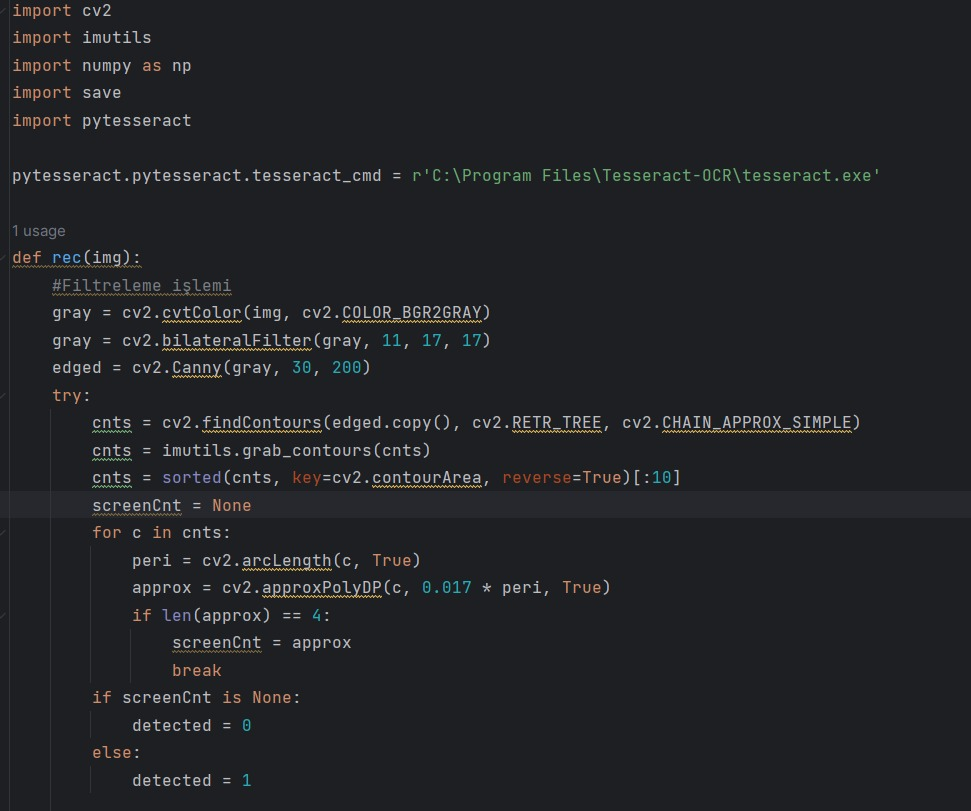 import cv2
import imutils
import numpy as np
import save
import pytesseract
pytesseract.pytesseract.tesseract_cmd = r'C:\Program Files\Tesseract-OCR\tesseract.exe'
1 usage
def rec(img):
    #Filtreleme işlemi
    gray = cv2.cvtColor(img, cv2.COLOR_BGR2GRAY)
    gray = cv2.bilateralFilter(gray, 11, 17, 17)
    edged = cv2.Canny(gray, 30, 200)
    try:
        cnts = cv2.findContours(edged.copy(), cv2.RETR_TREE, cv2.CHAIN_APPROX_SIMPLE)
        cnts = imutils.grab_contours(cnts)
        cnts = sorted(cnts, key=cv2.contourArea, reverse=True)[:10]
        screenCnt = None
        for c in cnts:
            peri = cv2.arcLength(c, True)
            approx = cv2.approxPolyDP(c, 0.017 * peri, True)
            if len(approx) == 4:
                screenCnt = approx
                break
        if screenCnt is None:
            detected = 0
        else:
            detected = 1